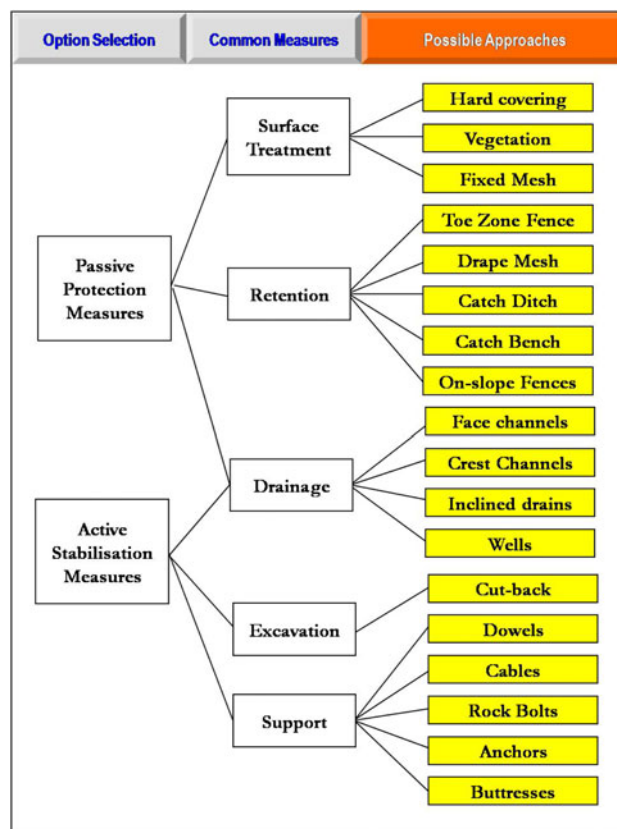 Option Selection
Common Measures
Possible Approaches
Surface
Treatment
Hard covering
Vegetation
Fixed Mesh
Passive
Protection
Measures
Retention
Toe Zone Fence
Drape Mesh
Catch Ditch
Catch Bench
On-slope Fences
Drainage
Face channels
Crest Channels
Inclined drains
Wells
Active
Stabilisation
Measures
Excavation
Cut-back
Support
Dowels
Cables
Rock Bolts
Anchors
Buttresses